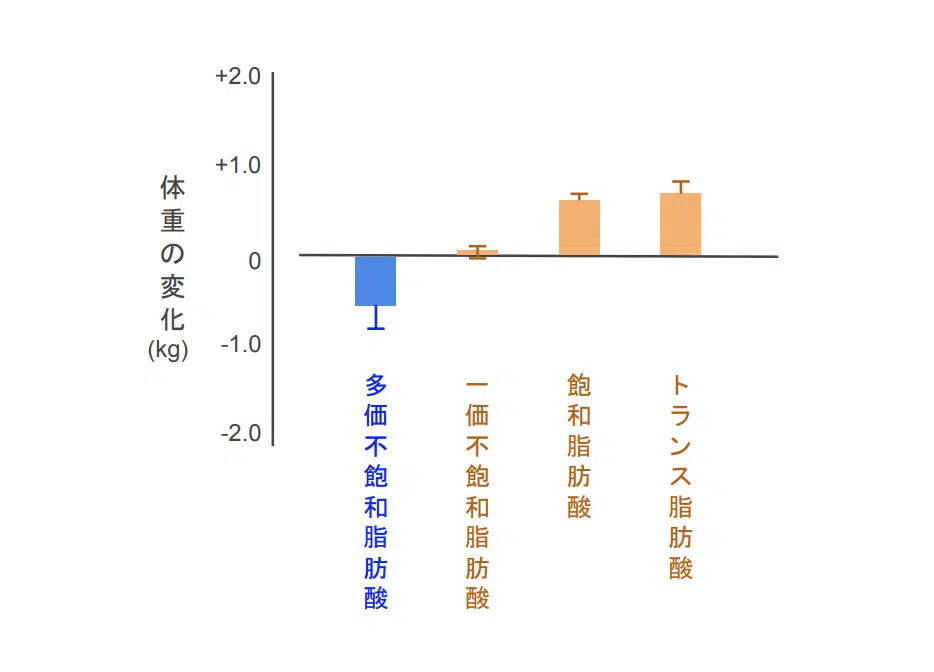 +2.0
+1.0
0
-1.0
-2.0
体重の変化
(kg)
多価不飽和脂肪酸
一価不飽和脂肪酸
飽和脂肪酸
トランス脂肪酸